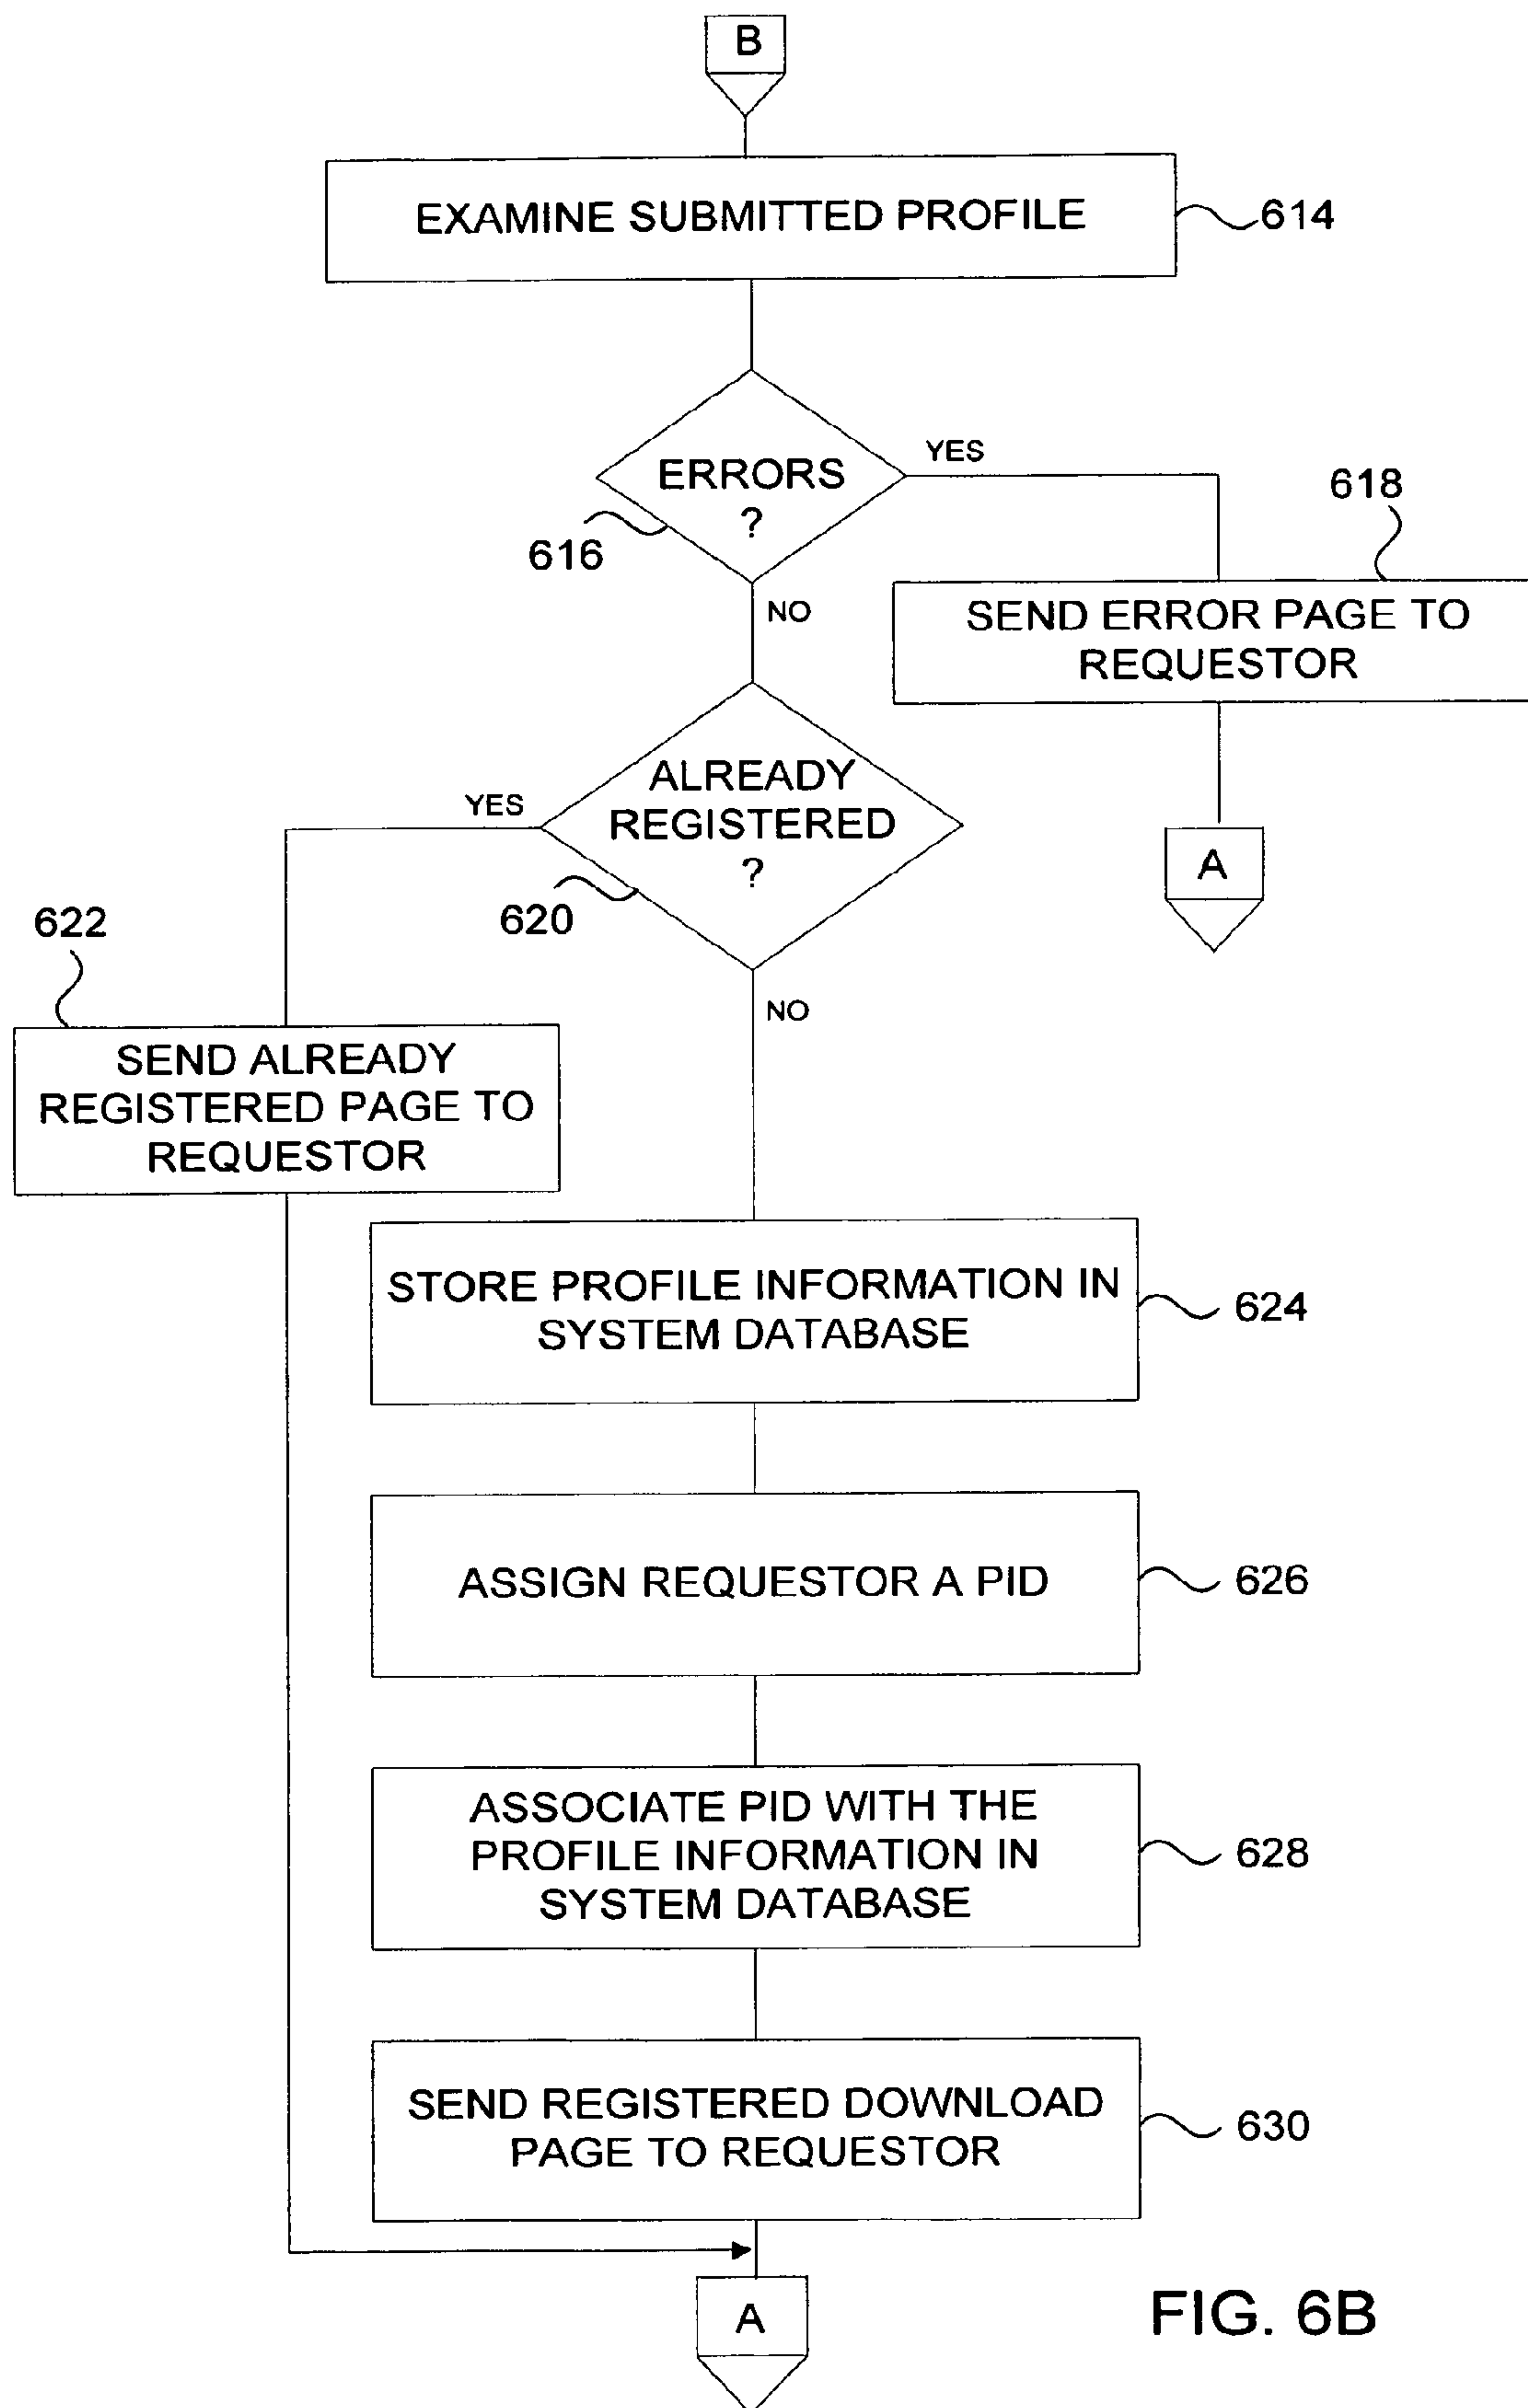 B
EXAMINE SUBMITTED PROFILE
614
ERRORS
?
YES
616
NO
618
SEND ERROR PAGE TO
REQUESTOR
A
ALREADY
REGISTERED
?
YES
620
NO
622
SEND ALREADY
REGISTERED PAGE TO
REQUESTOR
STORE PROFILE INFORMATION IN
SYSTEM DATABASE
624
ASSIGN REQUESTOR A PID
626
ASSOCIATE PID WITH THE
PROFILE INFORMATION IN
SYSTEM DATABASE
628
SEND REGISTERED DOWNLOAD
PAGE TO REQUESTOR
630
A
FIG. 6B